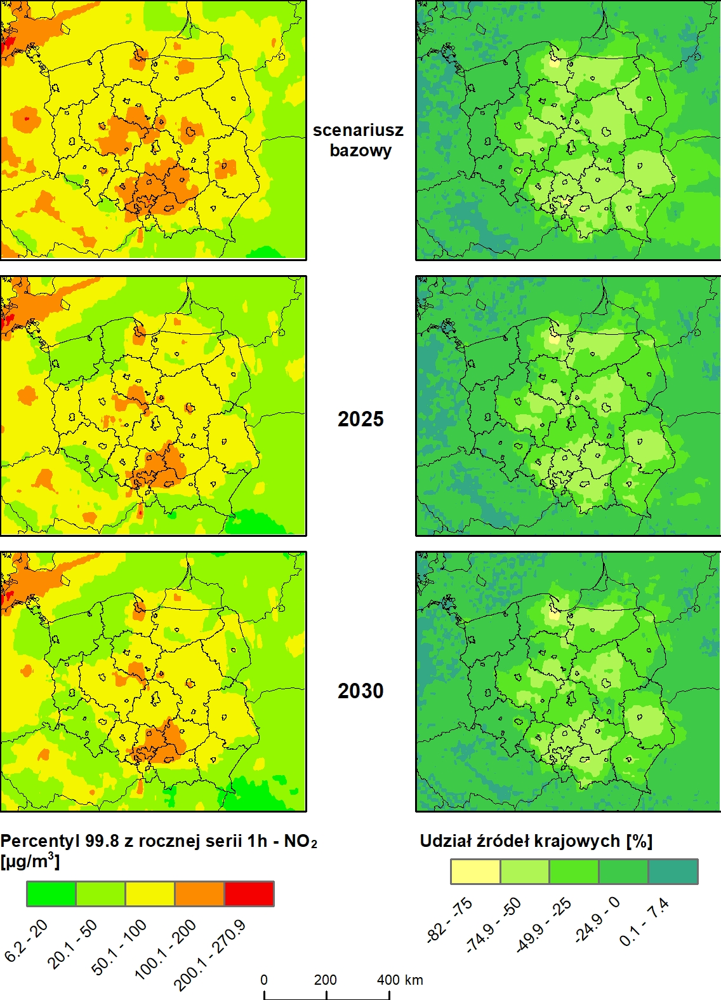 scenariusz
bazowy
2025
2030
Percentyl 99.8 z rocznej serii 1h - NO₂
[µg/m³]
6.2 - 20
20.1 - 50
50.1 - 100
100.1 - 200
200.1 - 270.9
Udział źródeł krajowych [%]
-82 - -75
-74.9 - -50
-49.9 - -25
-24.9 - 0
0.1 - 7.4
0 200 400 km